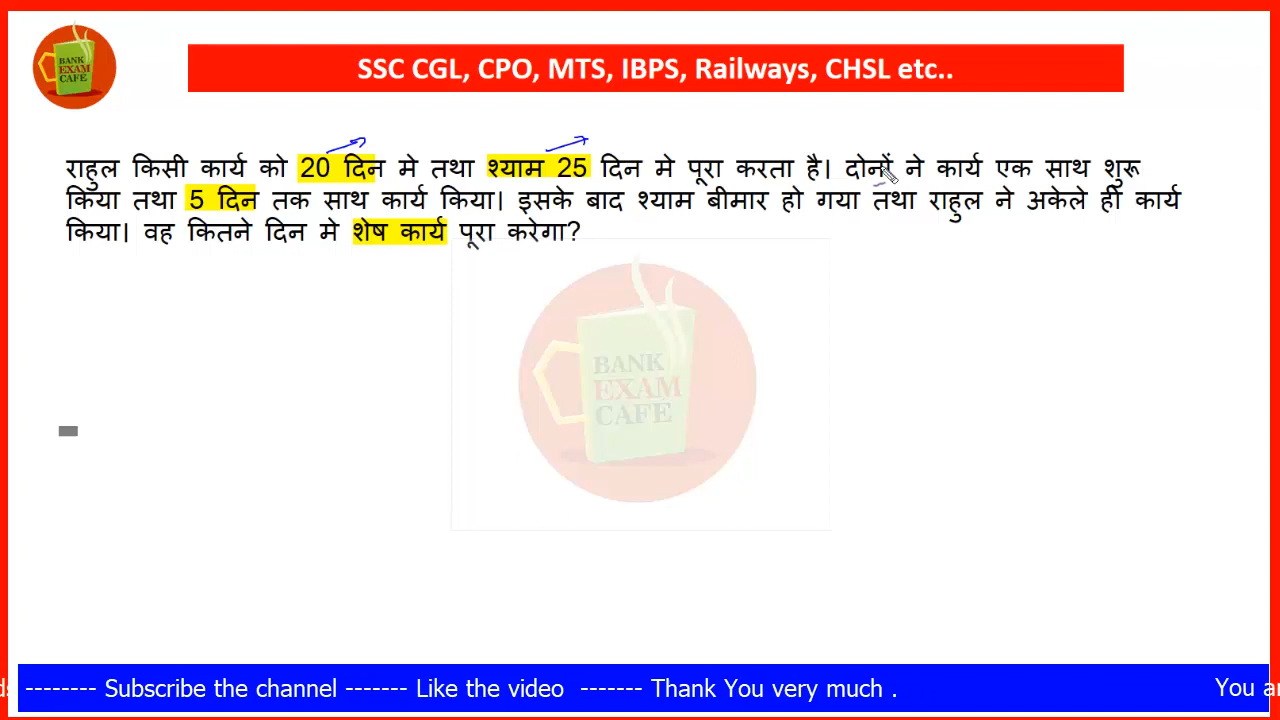 BANK
EXAM
CAFE
SSC CGL, CPO, MTS, IBPS, Railways, CHSL etc..
राहुल किसी कार्य को 20 दिन मे तथा श्याम 25 दिन मे पूरा करता है। दोनों ने कार्य एक साथ शुरू
किया तथा 5 दिन तक साथ कार्य किया। इसके बाद श्याम बीमार हो गया तथा राहुल ने अकेले ही कार्य
किया। वह कितने दिन मे शेष कार्य पूरा करेगा?
BANK
EXAM
CAFE
-------- Subscribe the channel ------- Like the video ------- Thank You very much . You